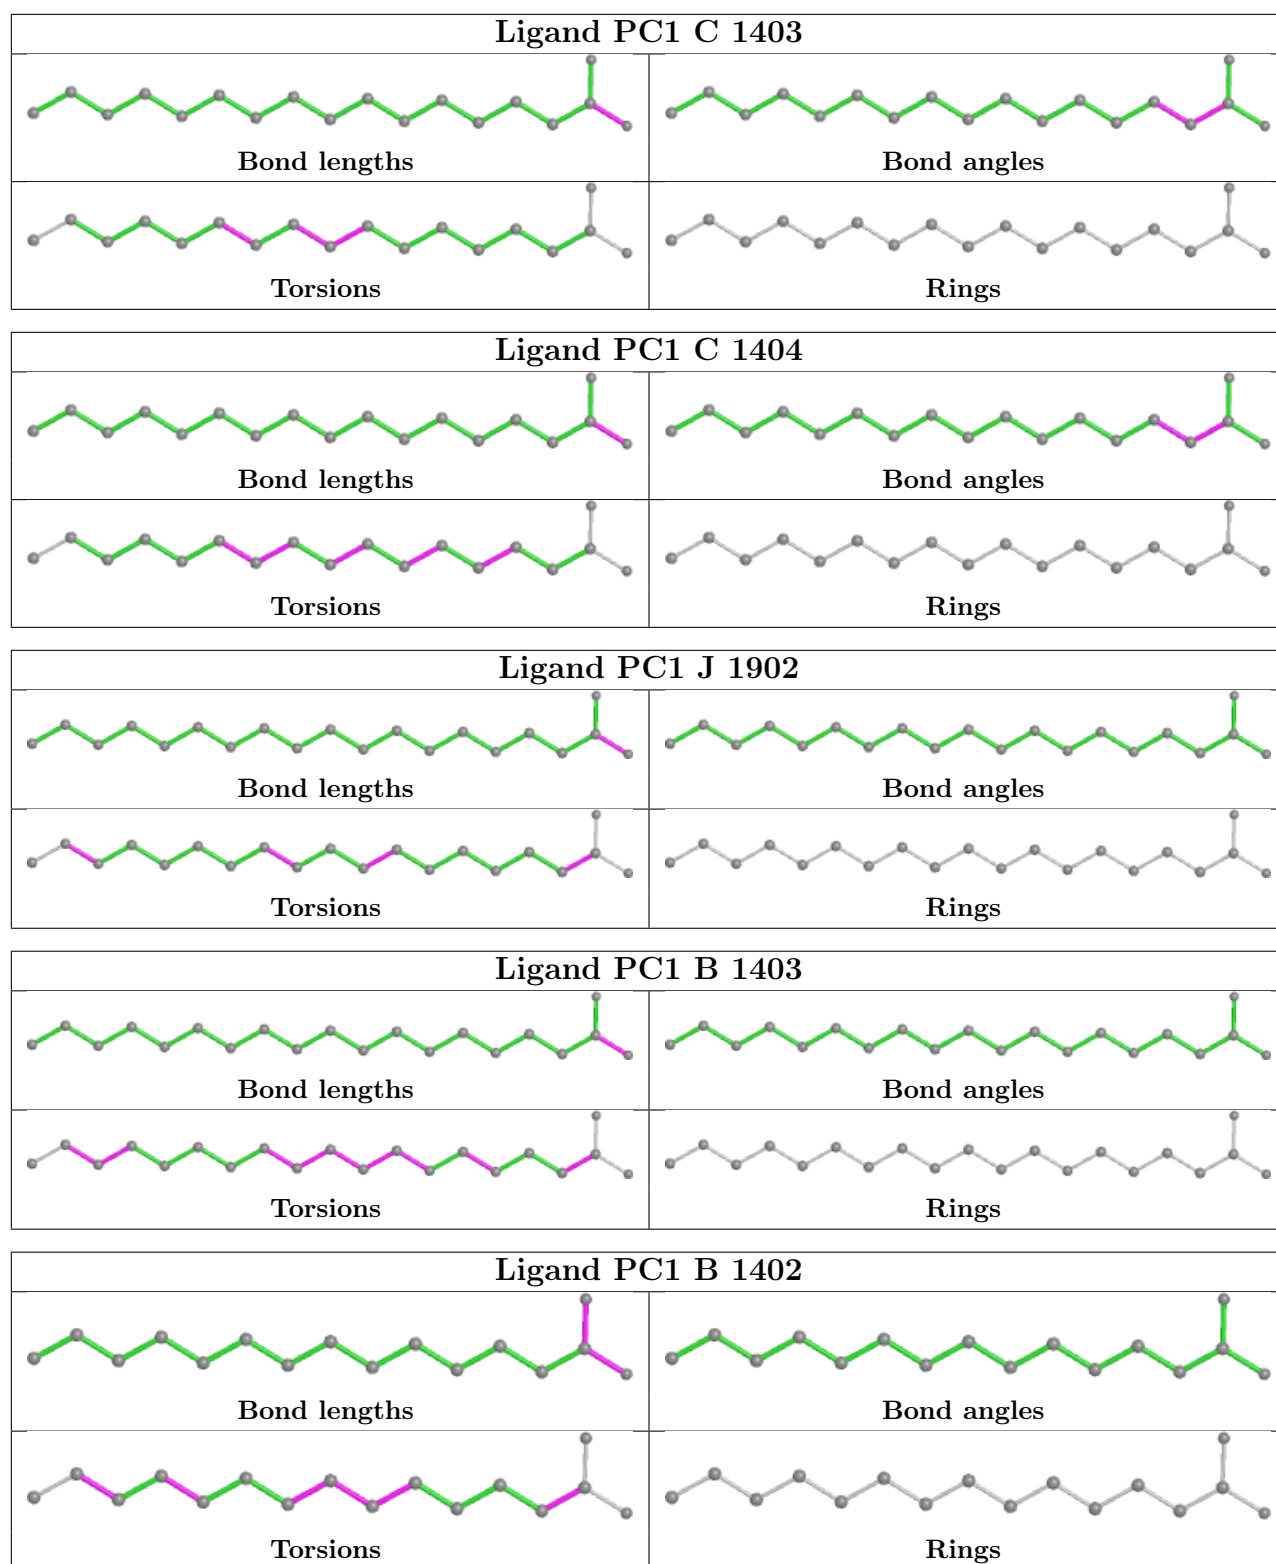 Ligand PC1 C 1403
Bond lengths Bond angles
Torsions Rings
Ligand PC1 C 1404
Bond lengths Bond angles
Torsions Rings
Ligand PC1 J 1902
Bond lengths Bond angles
Torsions Rings
Ligand PC1 B 1403
Bond lengths Bond angles
Torsions Rings
Ligand PC1 B 1402
Bond lengths Bond angles
Torsions Rings